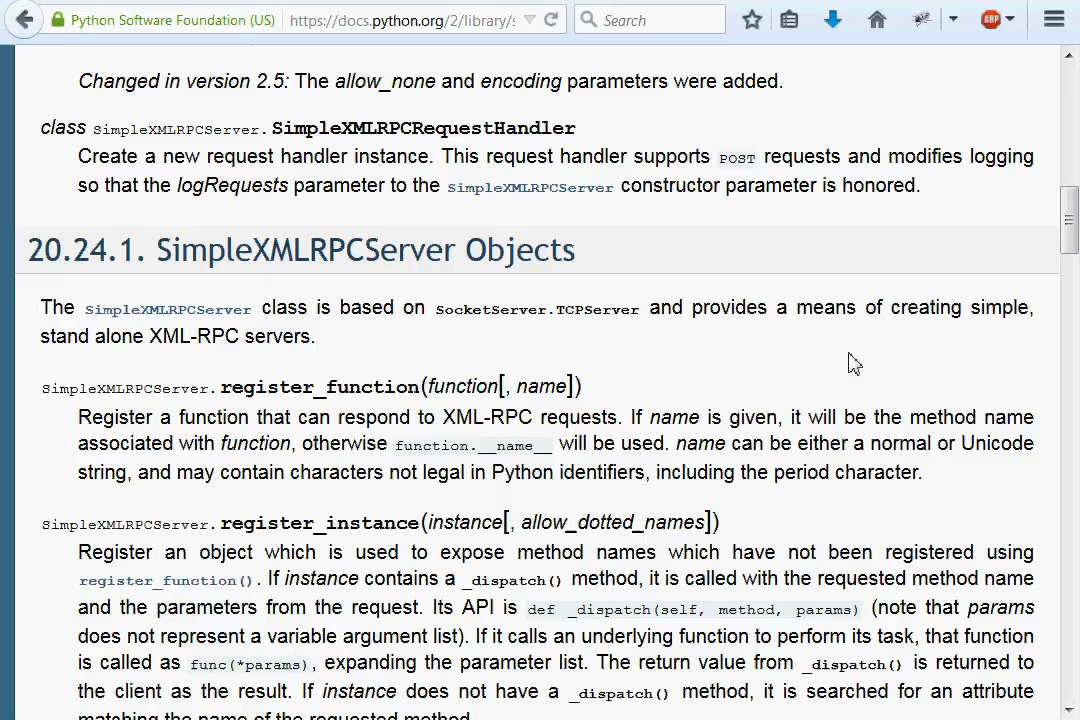 Python Software Foundation (US) https://docs.python.org/2/library/s Search ABP
Changed in version 2.5: The allow_none and encoding parameters were added.
class SimpleXMLRPCServer.SimpleXMLRPCRequestHandler
Create a new request handler instance. This request handler supports POST requests and modifies logging
so that the logRequests parameter to the SimpleXMLRPCServer constructor parameter is honored.
20.24.1. SimpleXMLRPCServer Objects
The SimpleXMLRPCServer class is based on SocketServer.TCPServer and provides a means of creating simple,
stand alone XML-RPC servers.
SimpleXMLRPCServer.register_function(function[, name])
Register a function that can respond to XML-RPC requests. If name is given, it will be the method name
associated with function, otherwise function.__name__ will be used. name can be either a normal or Unicode
string, and may contain characters not legal in Python identifiers, including the period character.
SimpleXMLRPCServer.register_instance(instance[, allow_dotted_names])
Register an object which is used to expose method names which have not been registered using
register_function(). If instance contains a _dispatch() method, it is called with the requested method name
and the parameters from the request. Its API is def _dispatch(self, method, params) (note that params
does not represent a variable argument list). If it calls an underlying function to perform its task, that function
is called as func(*params), expanding the parameter list. The return value from _dispatch() is returned to
the client as the result. If instance does not have a _dispatch() method, it is searched for an attribute
matching the name of the requested method.